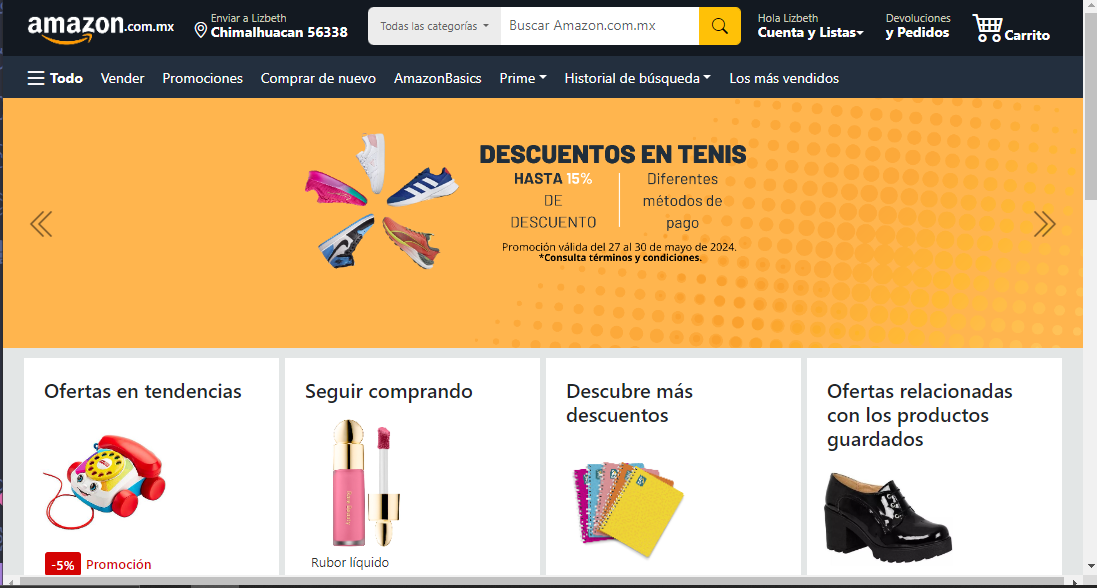 amazon.com.mx
Enviar a Lizbeth
Chimalhuacan 56338
Todas las categorías
Buscar Amazon.com.mx
Hola Lizbeth
Cuenta y Listas
Devoluciones
y Pedidos
Carrito
Todo
Vender
Promociones
Comprar de nuevo
AmazonBasics
Prime
Historial de búsqueda
Los más vendidos
DESCUENTOS EN TENIS
HASTA 15%
DE
DESCUENTO
Diferentes
métodos de
pago
Promoción válida del 27 al 30 de mayo de 2024.
*Consulta términos y condiciones.
Ofertas en tendencias
-5% Promoción
Seguir comprando
Rubor líquido
Descubre más
descuentos
Ofertas relacionadas
con los productos
guardados